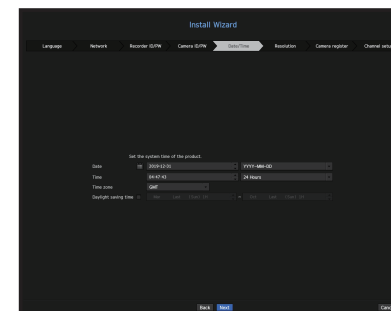 Install Wizard
Language Network Recorder ID/PW Camera ID/PW Date/Time Resolution Camera register Channel setu
Set the system time of the product.
Date 2019-12-01 YYYY-MM-DD
Time 04:47:43 24 Hours
Time zone GMT
Daylight saving time
Back Next Canc